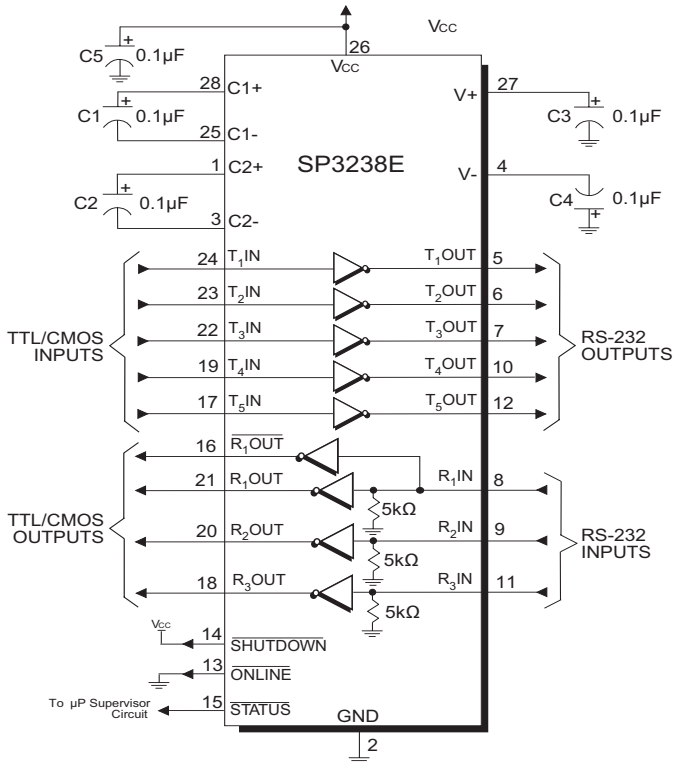 VCC
26
C5 + 0.1µF
VCC
28 C1+
C1 + 0.1µF
25 C1-
1 C2+
C2 + 0.1µF
3 C2-
SP3238E
V+ 27
C3 + 0.1µF
V- 4
C4 + 0.1µF
24 T1IN T1OUT 5
23 T2IN T2OUT 6
22 T3IN T3OUT 7
19 T4IN T4OUT 10
17 T5IN T5OUT 12
TTL/CMOS
INPUTS
RS-232
OUTPUTS
16 R1OUT
21 R1OUT R1IN 8
5kΩ
20 R2OUT R2IN 9
5kΩ
18 R3OUT R3IN 11
5kΩ
TTL/CMOS
OUTPUTS
RS-232
INPUTS
VCC
14 SHUTDOWN
13 ONLINE
To µP Supervisor
Circuit
15 STATUS
GND
2